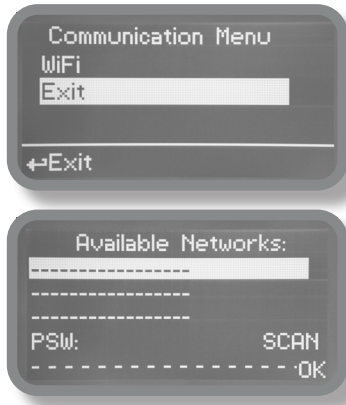 Communication Menu
WiFi
Exit
↵Exit
Available Networks:
-----------------
-----------------
-----------------
PSW: SCAN
- - - - - - - - - - - - - - - - -OK